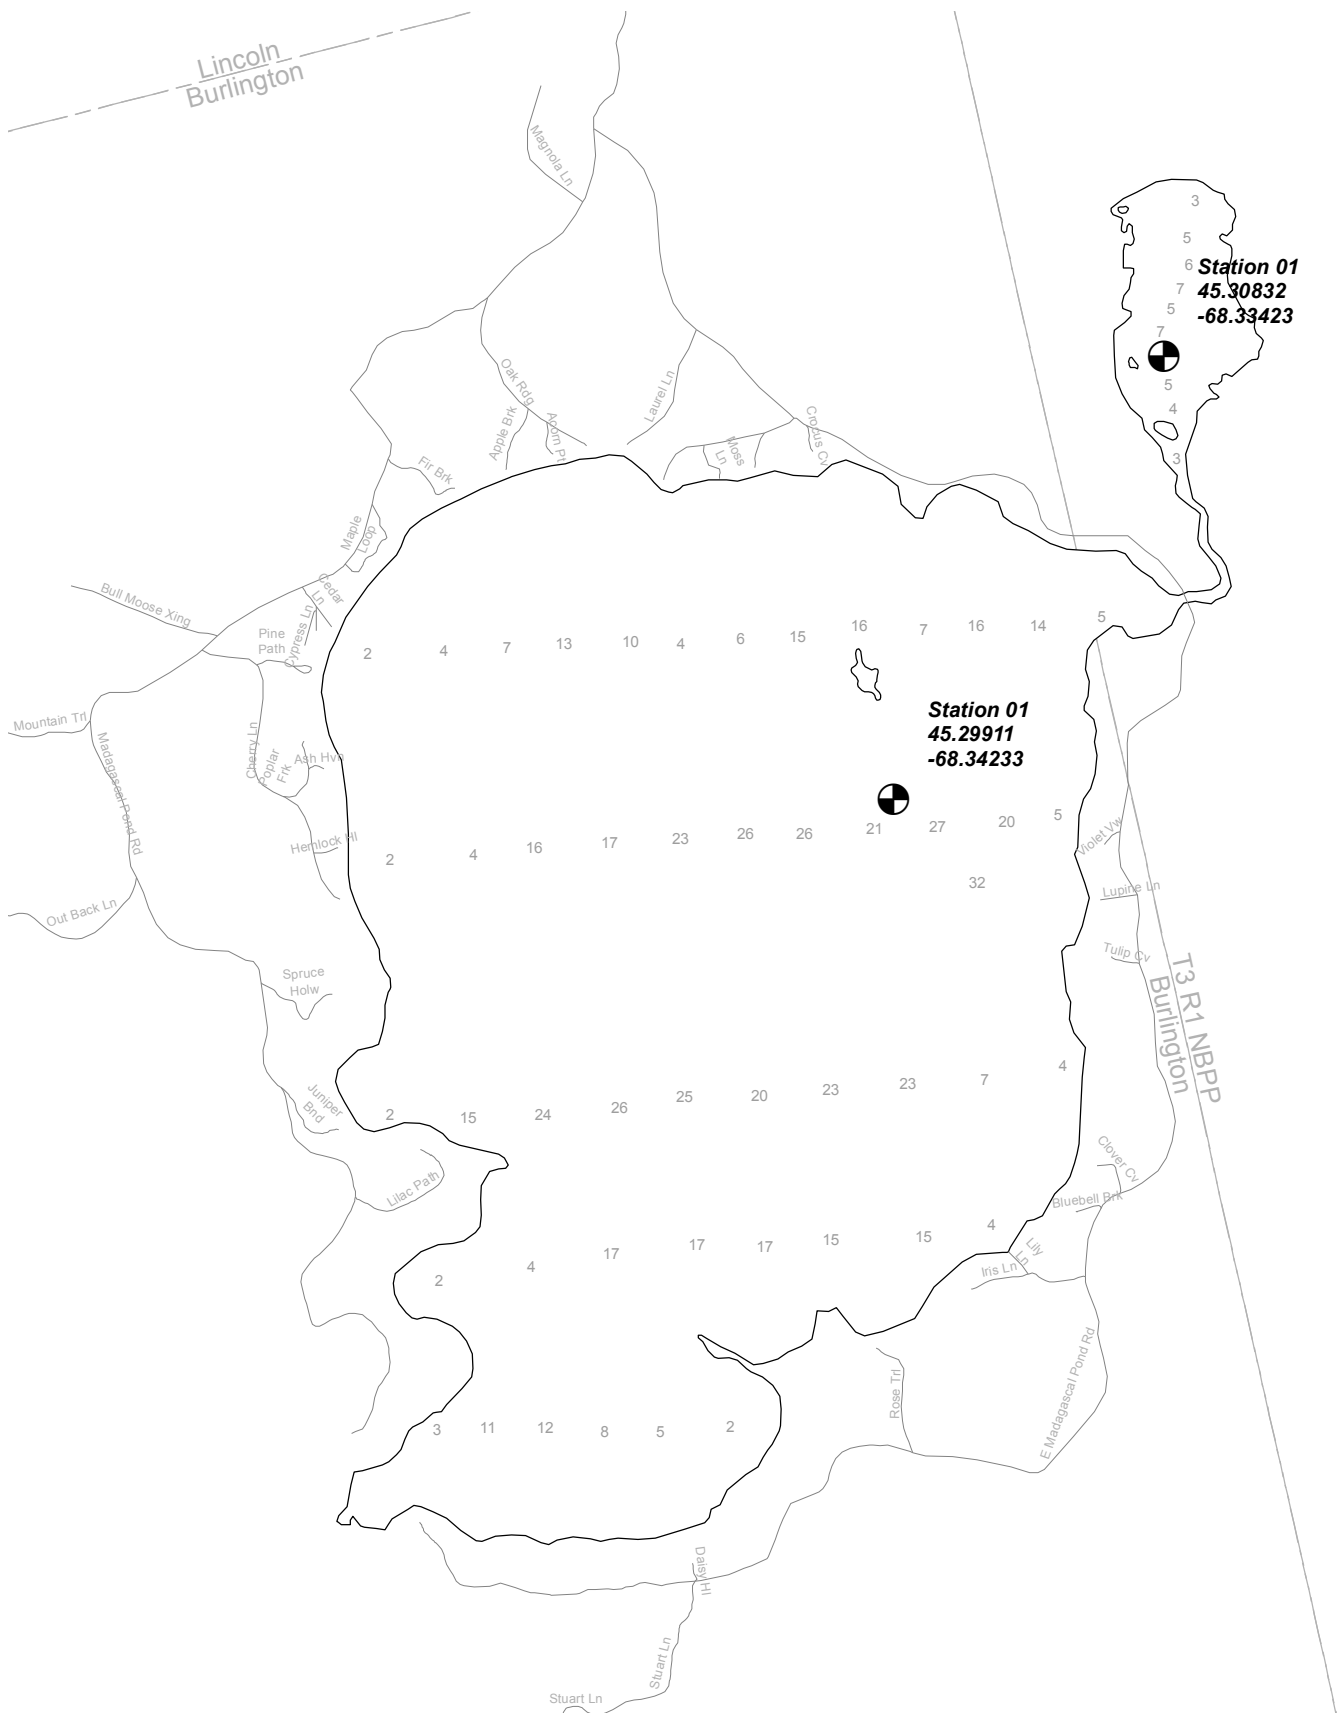 Lincoln
Burlington
Magnola Ln
3
5
6
Station 01
45.30832
-68.33423
7
5
7
5
4
3
Oak Rdg
Apple Brk
Acorn Pt
Laurel Ln
Moss
Ln
Crocus Cv
Fir Brk
Maple
Loop
Cedar
Ln
Bull Moose Xing
Pine
Path
Cypress Ln
2
4
7
13
10
4
6
15
16
7
16
14
5
Station 01
45.29911
-68.34233
Mountain Trl
Madagascal Pond Rd
Cherry Ln
Poplar
Frk
Ash Hvn
Hemlock Hl
2
4
16
17
23
26
26
21
27
20
5
32
Violet Vw
Lupine Ln
Tulip Cv
Out Back Ln
Spruce
Holw
T3 R1 NBPP
Burlington
Juniper
Bnd
2
15
24
26
25
20
23
23
7
4
Lilac Path
Clover Cv
Bluebell Brk
2
4
17
17
17
15
15
4
Lily
Ln
Iris Ln
Rose Trl
E Madagascal Pond Rd
3
11
12
8
5
2
Daisy Hl
Stuart Ln
Stuart Ln